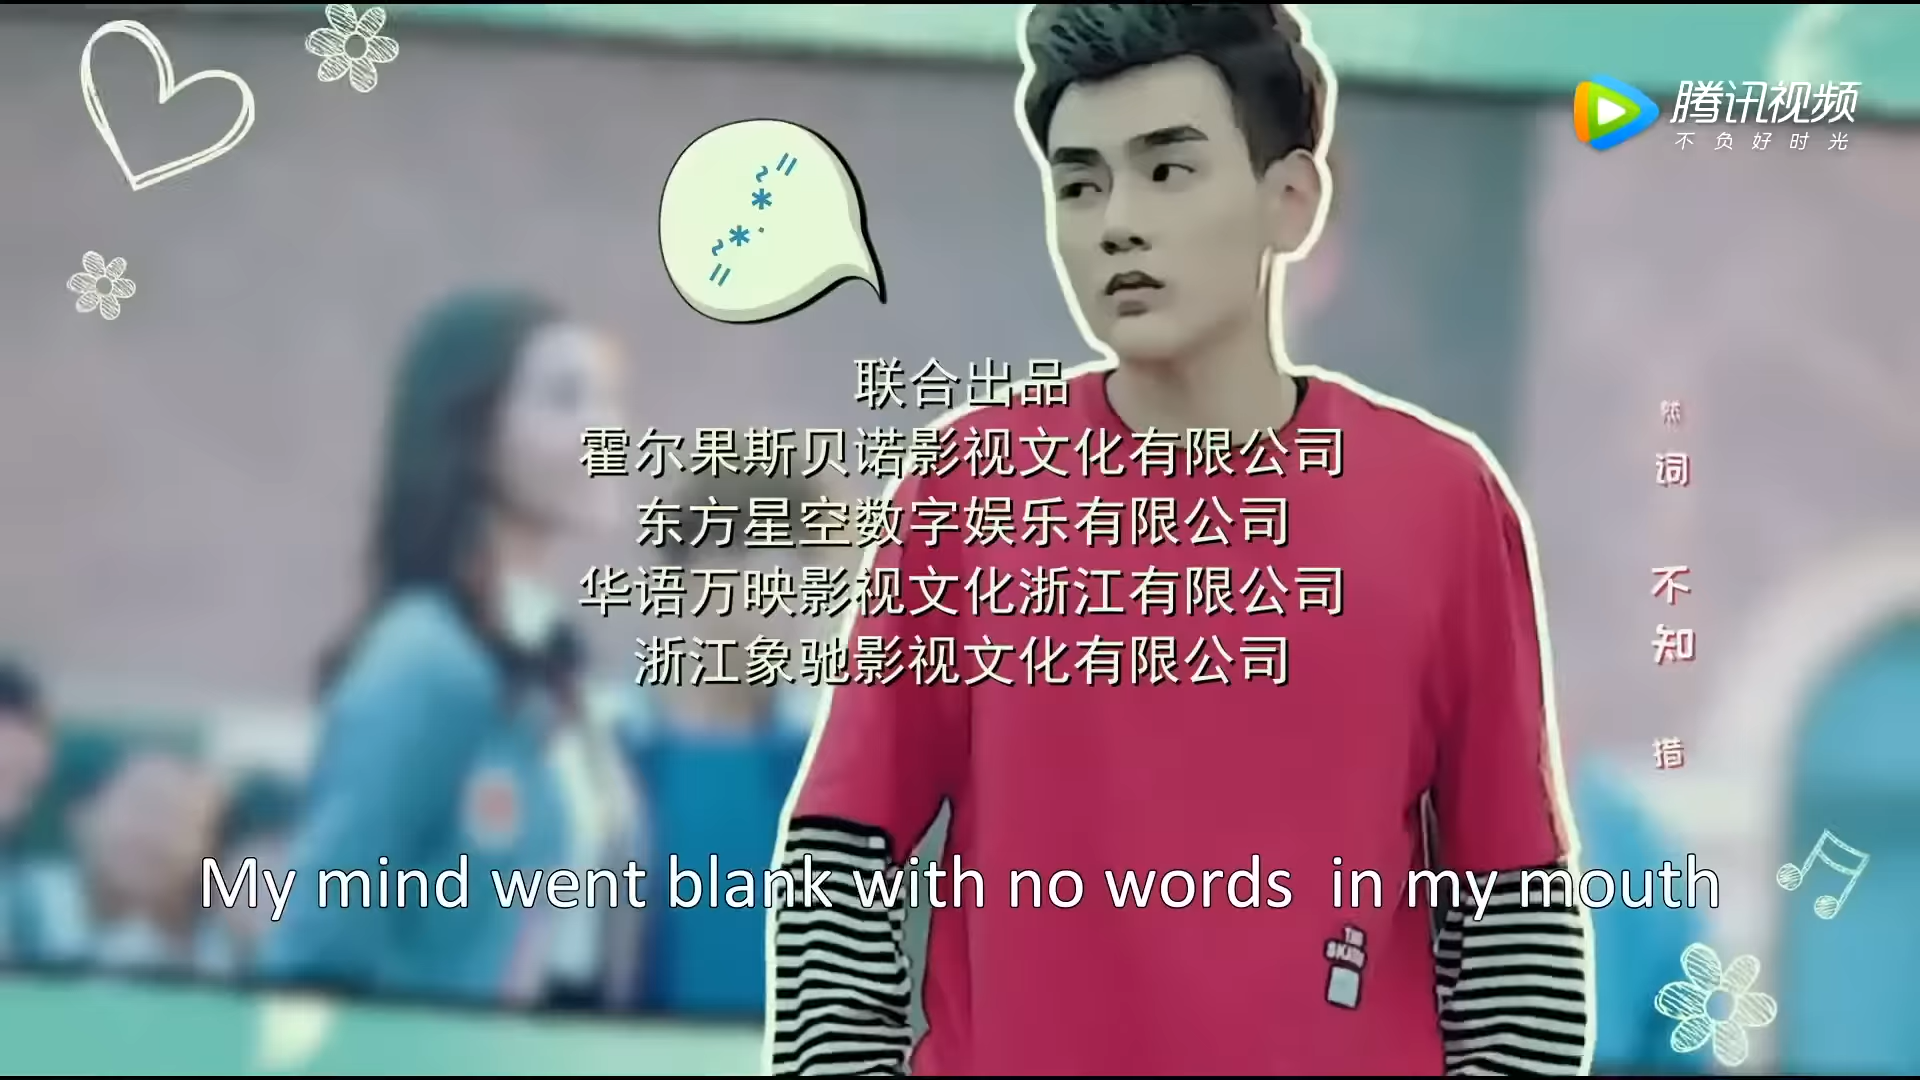 腾讯视频
不负好时光
联合出品
霍尔果斯贝诺影视文化有限公司
东方星空数字娱乐有限公司
华语万映影视文化浙江有限公司
浙江象驰影视文化有限公司
词不知措
My mind went blank with no words in my mouth